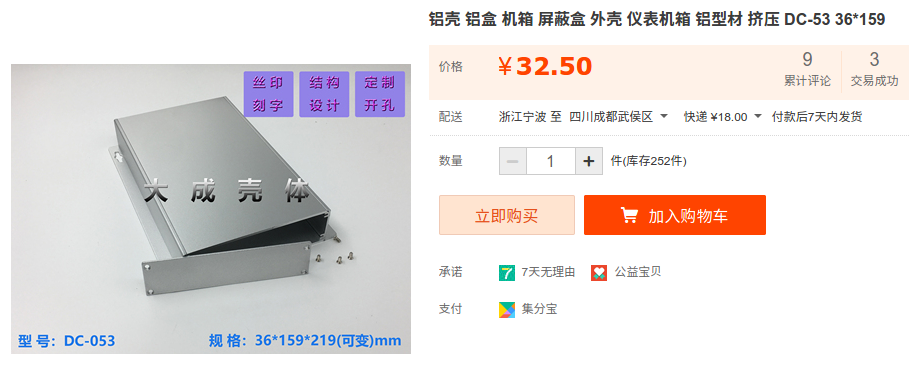 铝壳 铝盒 机箱 屏蔽盒 外壳 仪表机箱 铝型材 挤压 DC-53 36*159
丝印 结构 定制
刻字 设计 开孔
大成壳体
型号：DC-053 规格：36*159*219(可变)mm
价格 ¥32.50 9 3
累计评论 交易成功
配送 浙江宁波 至 四川成都武侯区 快递 ¥18.00 付款后7天内发货
数量 − 1 + 件(库存252件)
立即购买 加入购物车
承诺 7 7天无理由 公益宝贝
支付 集分宝